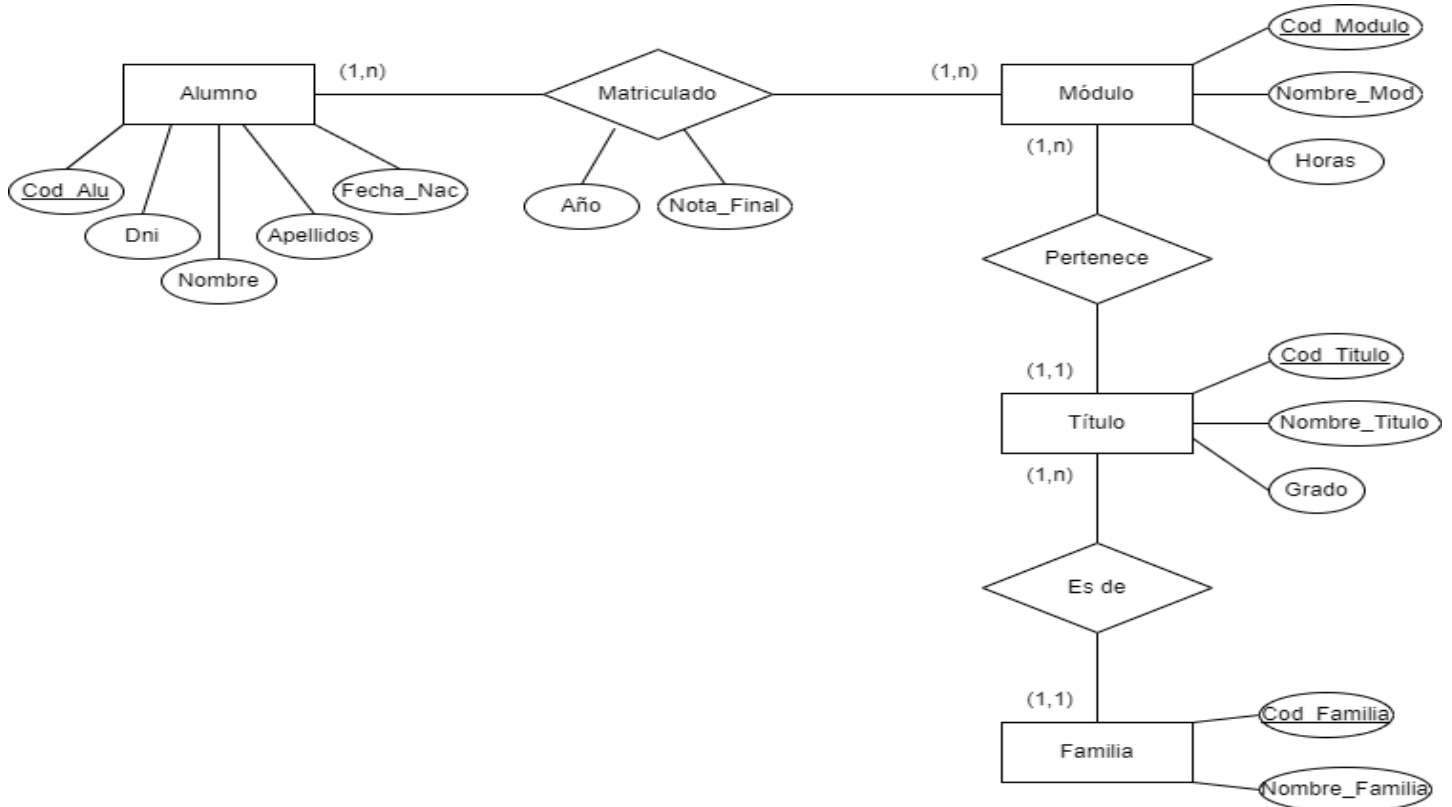 Cod_Modulo
(1,n)
(1,n)
Alumno
Matriculado
Módulo
Nombre_Mod
(1,n)
Horas
Cod_Alu
Fecha_Nac
Año
Nota_Final
Dni
Apellidos
Nombre
Pertenece
Cod_Titulo
(1,1)
Título
Nombre_Titulo
(1,n)
Grado
Es de
(1,1)
Cod_Familia
Familia
Nombre_Familia